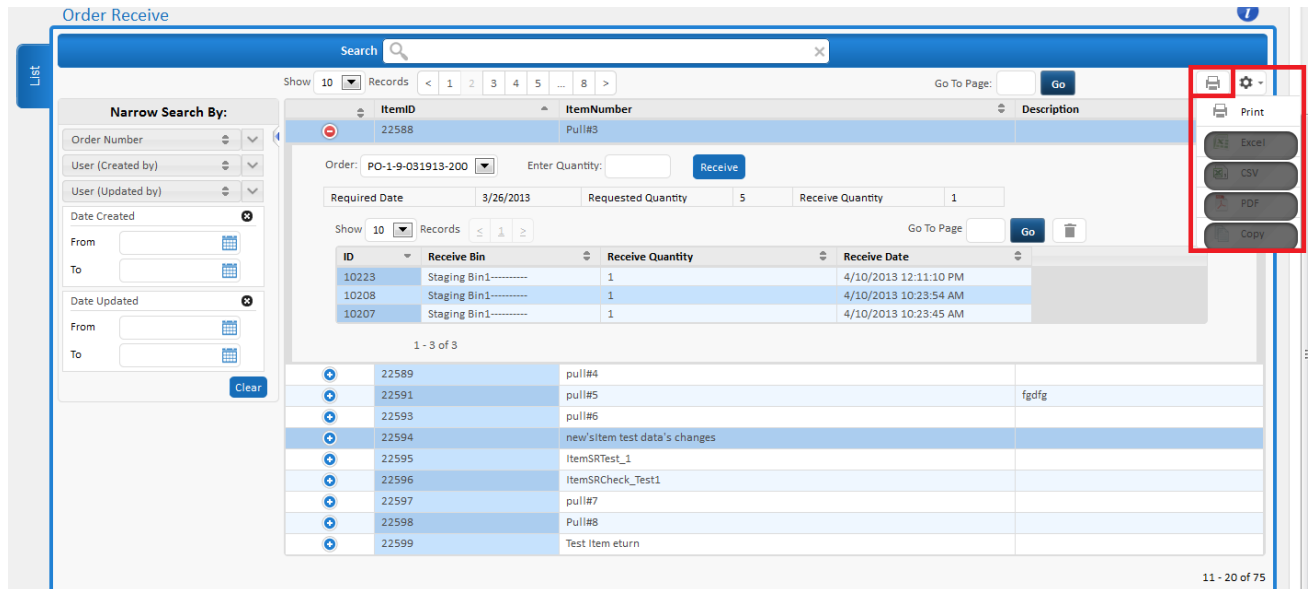 Order Receive
i
List
Search
Show 10 Records < 1 2 3 4 5 ... 8 > Go To Page: Go
Print
Excel
CSV
PDF
Copy
Narrow Search By:
Order Number
User (Created by)
User (Updated by)
Date Created
From
To
Date Updated
From
To
Clear
ItemID ItemNumber Description
22588 Pull#3
Order: PO-1-9-031913-200 Enter Quantity: Receive
Required Date 3/26/2013 Requested Quantity 5 Receive Quantity 1
Show 10 Records < 1 > Go To Page Go
ID Receive Bin Receive Quantity Receive Date
10223 Staging Bin1---------- 1 4/10/2013 12:11:10 PM
10208 Staging Bin1---------- 1 4/10/2013 10:23:54 AM
10207 Staging Bin1---------- 1 4/10/2013 10:23:45 AM
1 - 3 of 3
22589 pull#4
22591 pull#5 fgdfg
22593 pull#6
22594 new'sItem test data's changes
22595 ItemSRTest_1
22596 ItemSRCheck_Test1
22597 pull#7
22598 Pull#8
22599 Test Item eturn
11 - 20 of 75